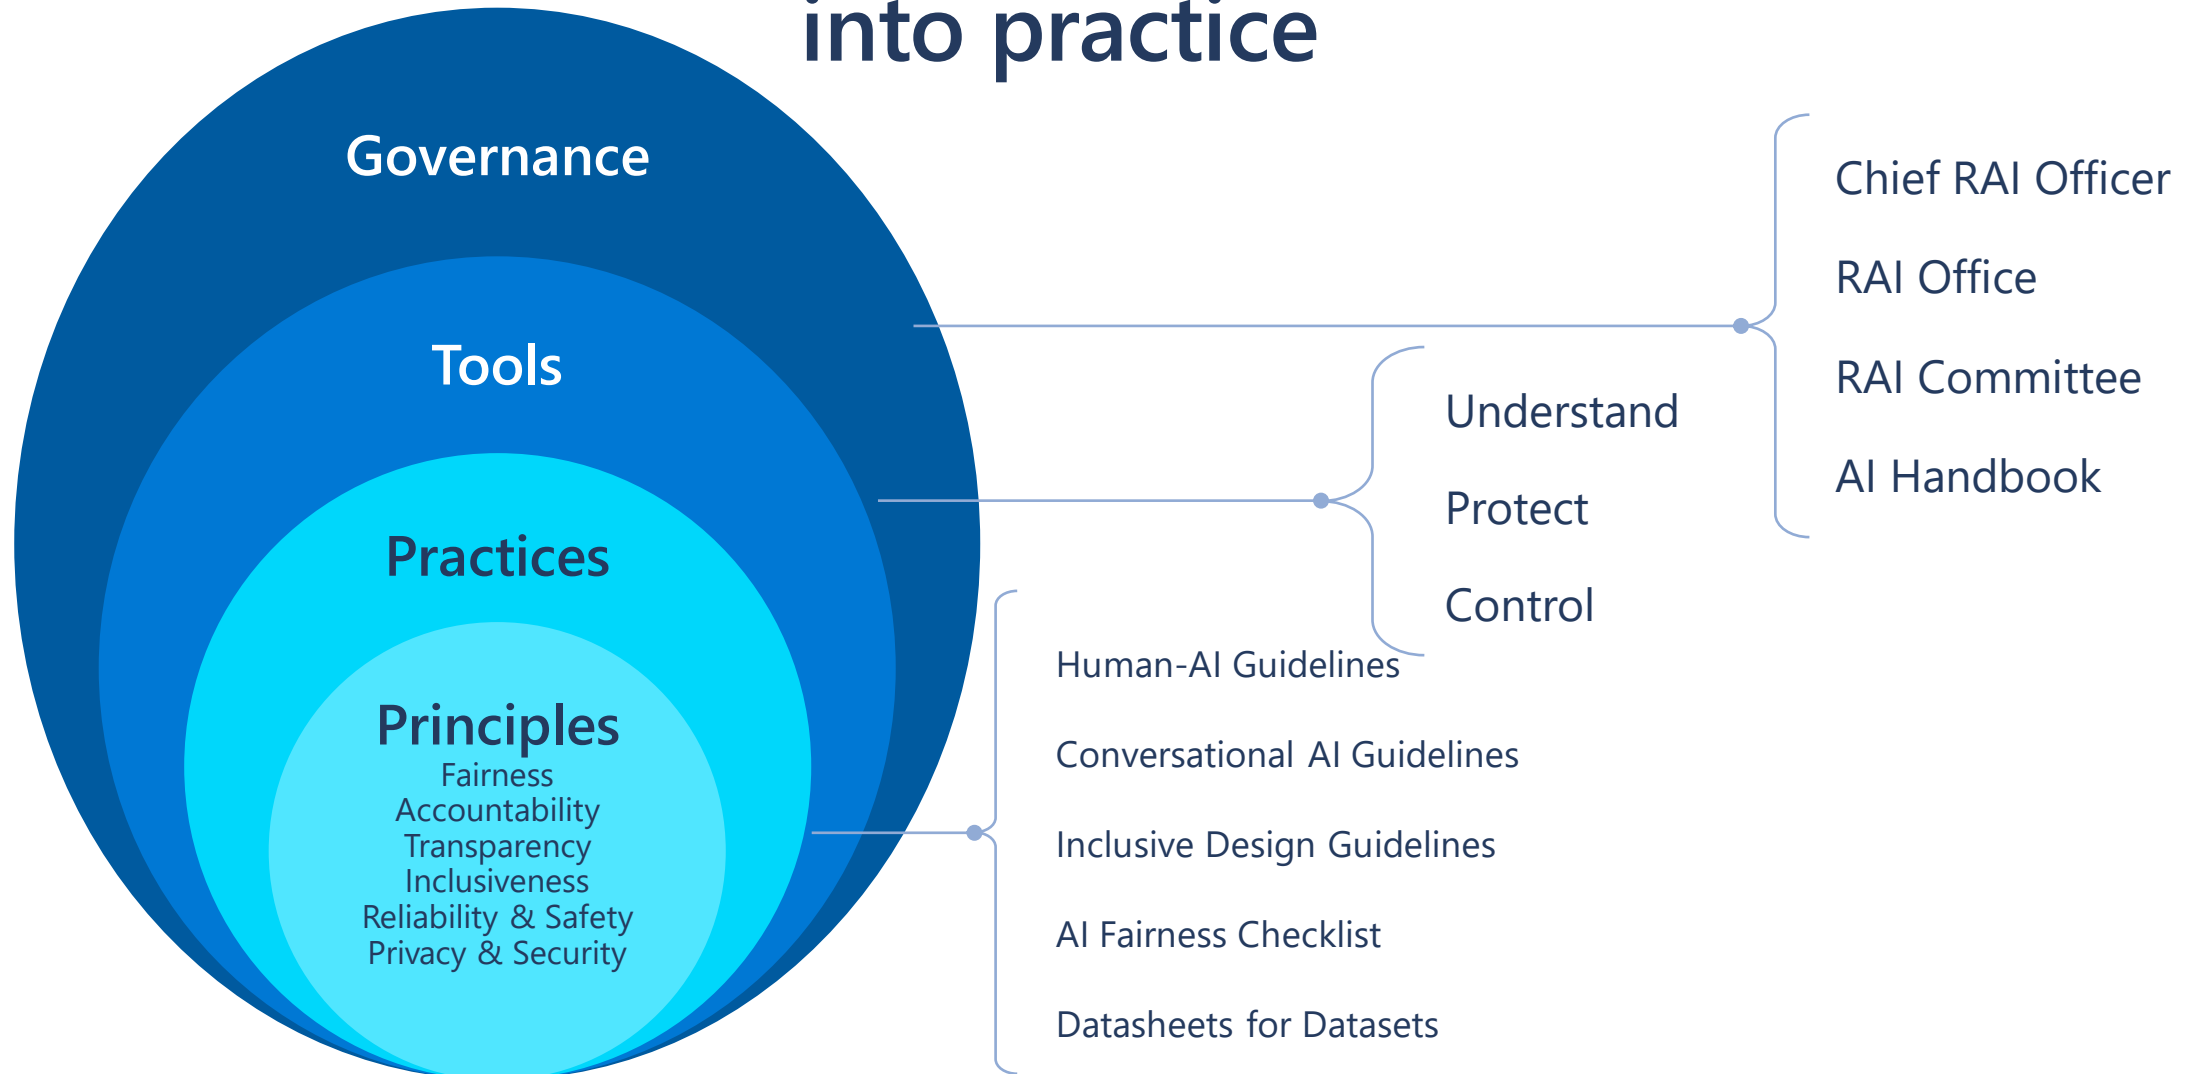 into practice
Governance
Tools
Practices
Principles
Fairness
Accountability
Transparency
Inclusiveness
Reliability & Safety
Privacy & Security
Chief RAI Officer
RAI Office
RAI Committee
AI Handbook
Understand
Protect
Control
Human-AI Guidelines
Conversational AI Guidelines
Inclusive Design Guidelines
AI Fairness Checklist
Datasheets for Datasets